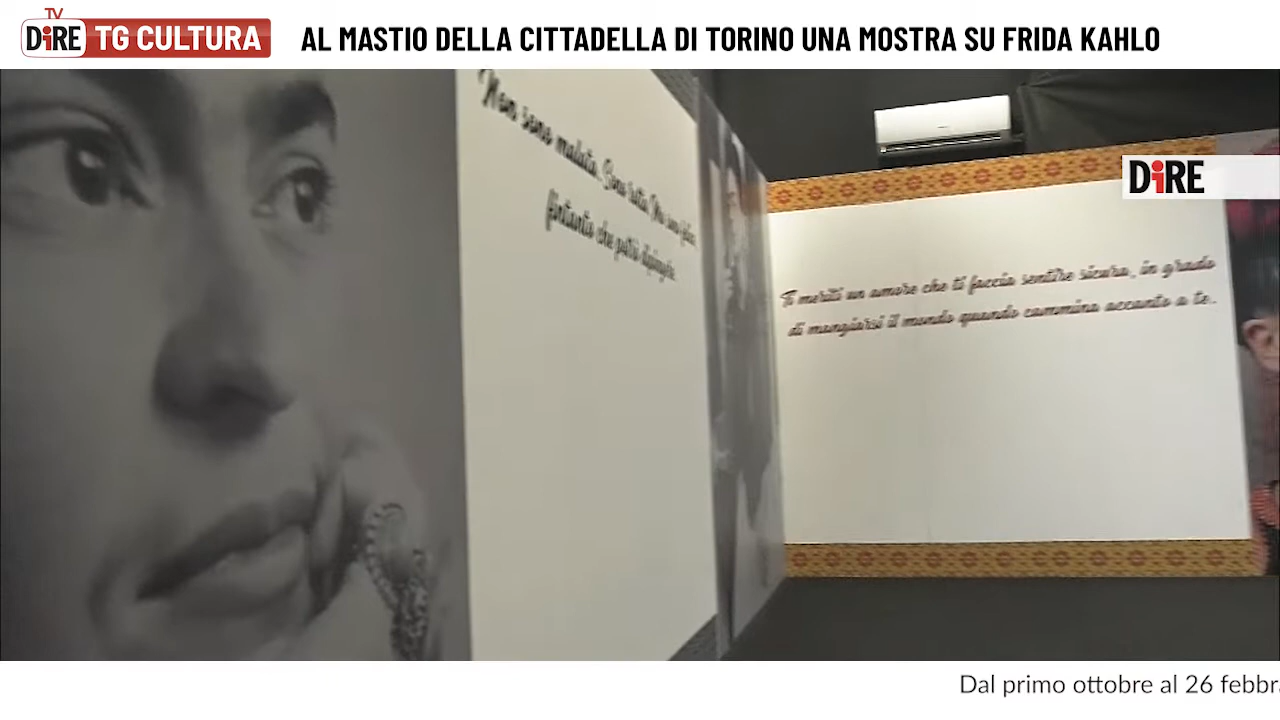 TV
DiRE TG CULTURA
AL MASTIO DELLA CITTADELLA DI TORINO UNA MOSTRA SU FRIDA KAHLO
DiRE
Non sono malata. Sono rotta. Ma sono felice
fintanto che potrò dipingere.
Ti meriti un amore che ti faccia sentire sicura, in grado
di mangiarsi il mondo quando cammina accanto a te.
Dal primo ottobre al 26 febbr